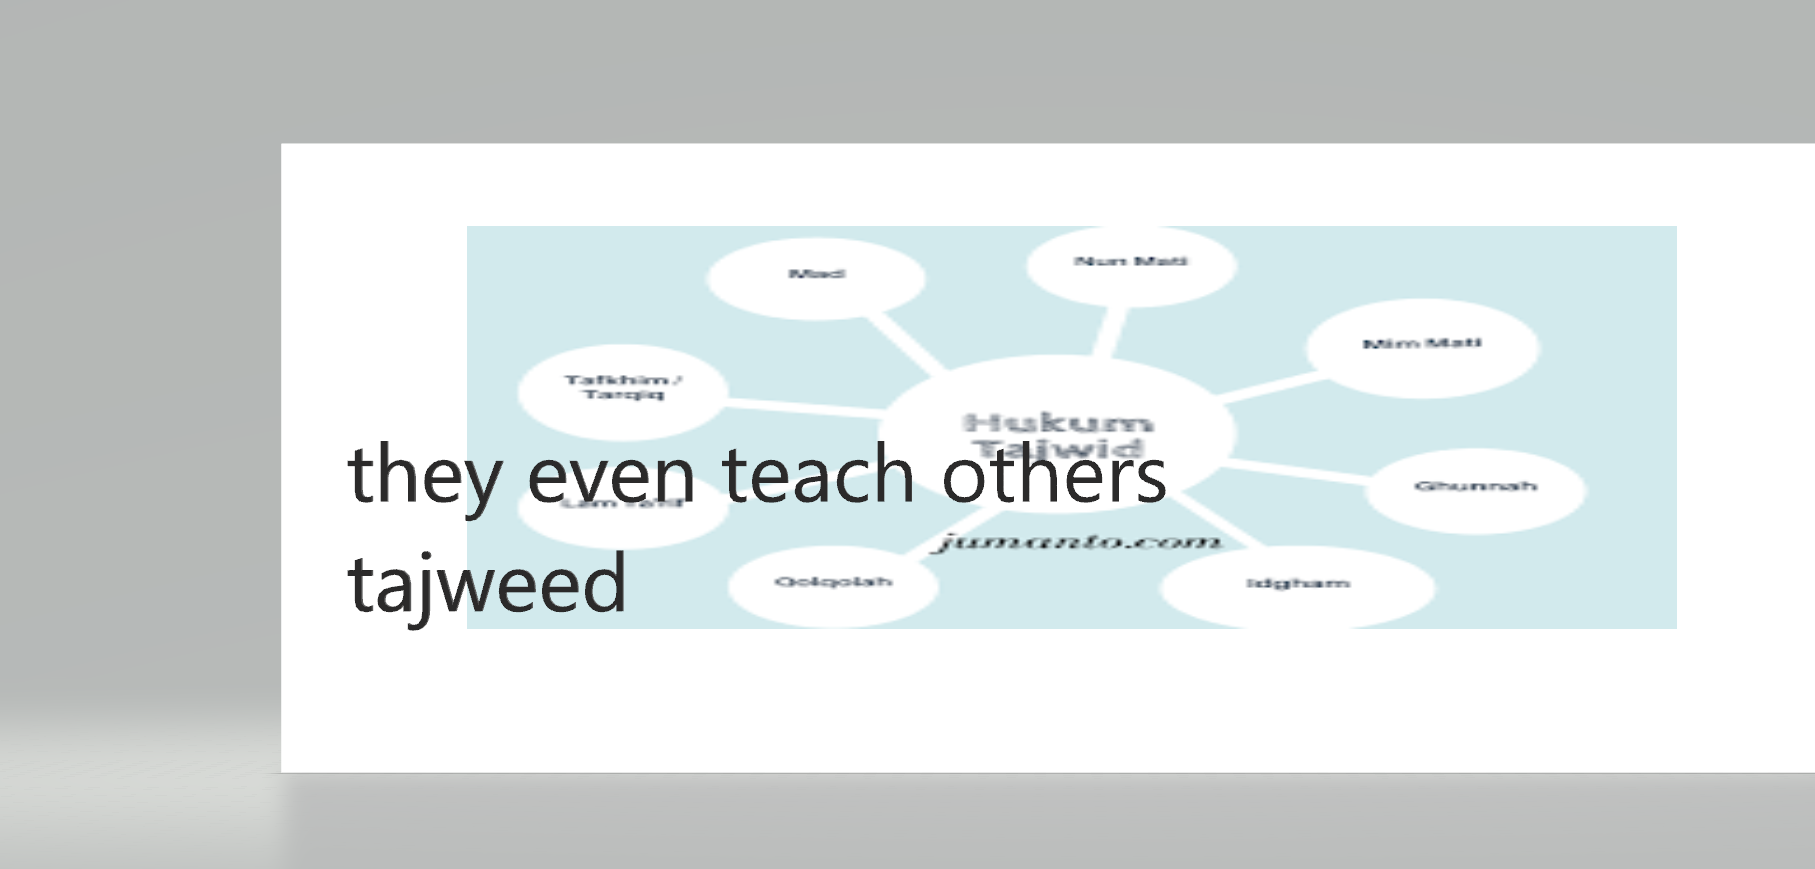 Mad
Nun Mati
Mim Mati
Tafkhim /
Tarqiq
Hukum
Tajwid
they even teach others
Lam
Ghunnah
jumanto.com
tajweed
Qolqolah
Idgham